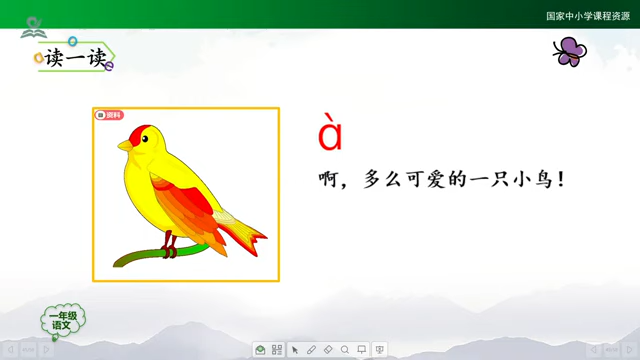 国家中小学课程资源
读一读
资料
à
啊，多么可爱的一只小鸟！
一年级
语文